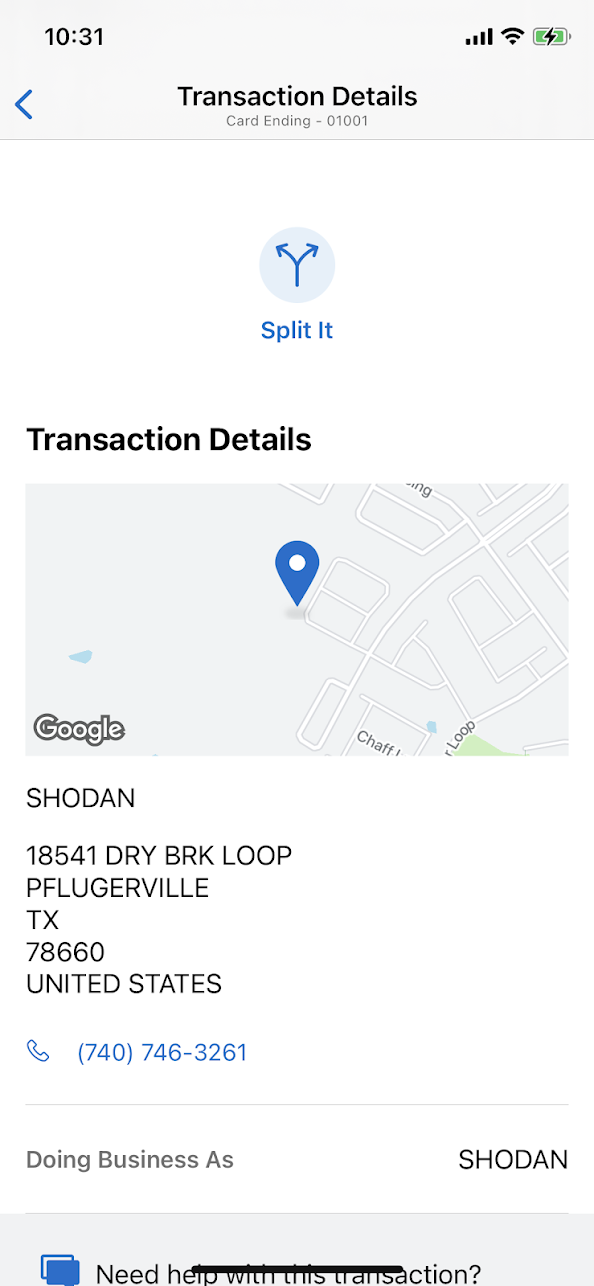 10:31
Transaction Details
Card Ending - 01001
Split It
Transaction Details
Google
Chaff
Loop
SHODAN
18541 DRY BRK LOOP
PFLUGERVILLE
TX
78660
UNITED STATES
(740) 746-3261
Doing Business As SHODAN
Need help with this transaction?